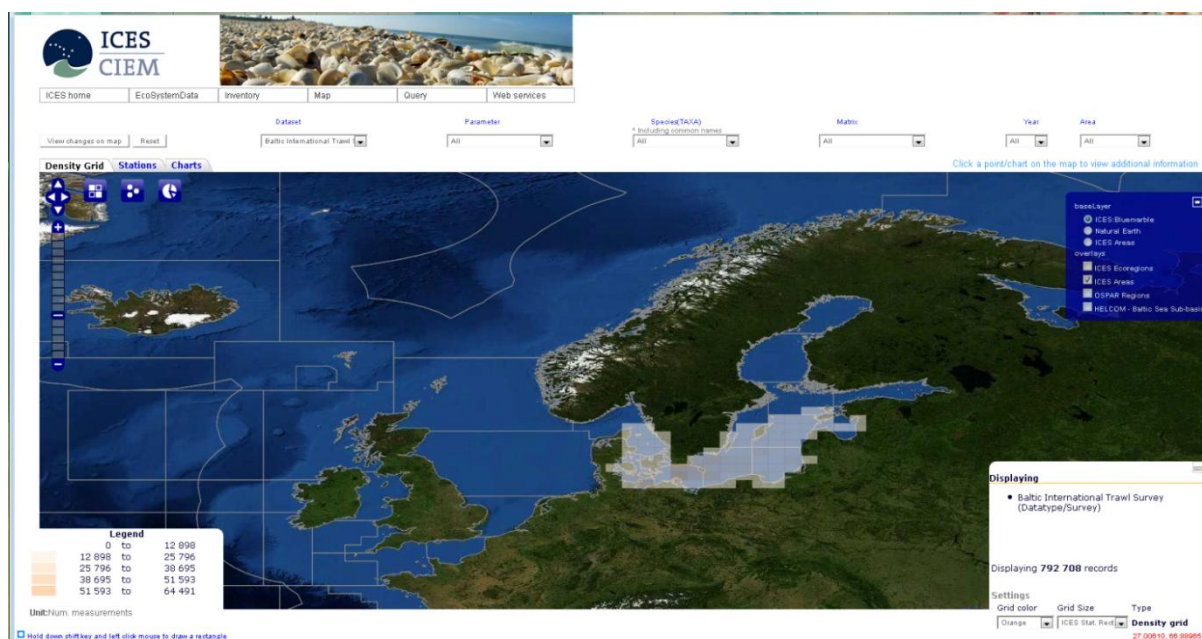 ICES
CIEM
ICES home EcoSystemData Inventory Map Query Web services
Dataset Parameter Species(TAXA) Matrix Year Area
* Including common names
View changes on map Reset Baltic International Trawl All All All All All
Density Grid Stations Charts
Click a point/chart on the map to view additional information
baseLayer
ICES:Bluemarble
Natural Earth
ICES Areas
overlays
ICES Ecoregions
ICES Areas
OSPAR Regions
HELCOM - Baltic Sea Sub-basi
Displaying
Baltic International Trawl Survey
(Datatype/Survey)
Displaying 792 708 records
Settings
Grid color Grid Size Type
Orange ICES Stat. Rect Density grid
27.00610,
Legend
0 to 12 898
12 898 to 25 796
25 796 to 38 695
38 695 to 51 593
51 593 to 64 491
Unit:Num. measurements
Hold down shift key and left click mouse to draw a rectangle